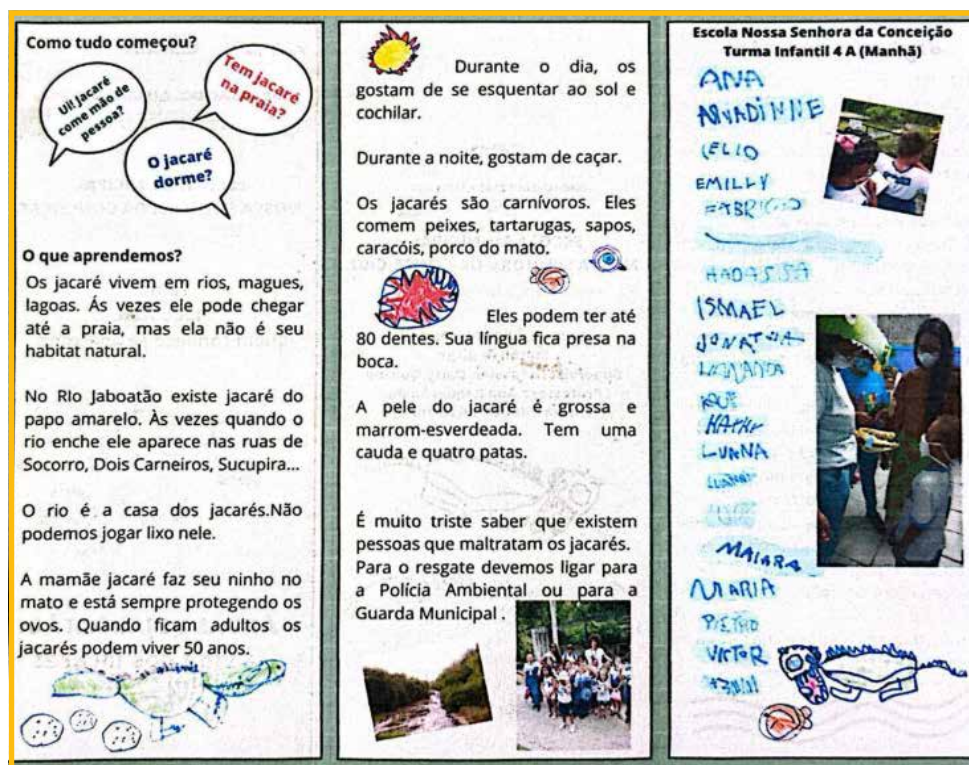 Como tudo começou?
Ui! Jacaré
come mão de
pessoa?
Tem jacaré
na praia?
O jacaré
dorme?
O que aprendemos?
Os jacaré vivem em rios, magues,
lagoas. Ás vezes ele pode chegar
até a praia, mas ela não é seu
habitat natural.
No RIo Jaboatão existe jacaré do
papo amarelo. Às vezes quando o
rio enche ele aparece nas ruas de
Socorro, Dois Carneiros, Sucupira...
O rio é a casa dos jacarés.Não
podemos jogar lixo nele.
A mamãe jacaré faz seu ninho no
mato e está sempre protegendo os
ovos. Quando ficam adultos os
jacarés podem viver 50 anos.
Durante o dia, os
gostam de se esquentar ao sol e
cochilar.
Durante a noite, gostam de caçar.
Os jacarés são carnívoros. Eles
comem peixes, tartarugas, sapos,
caracóis, porco do mato.
Eles podem ter até
80 dentes. Sua língua fica presa na
boca.
A pele do jacaré é grossa e
marrom-esverdeada. Tem uma
cauda e quatro patas.
É muito triste saber que existem
pessoas que maltratam os jacarés.
Para o resgate devemos ligar para
a Polícia Ambiental ou para a
Guarda Municipal .
Escola Nossa Senhora da Conceição
Turma Infantil 4 A (Manhã)
ANA
EMILLY
HADASSA
ISMAEL
LUANA
MAIARA
MARIA
PIETRO
VICTOR